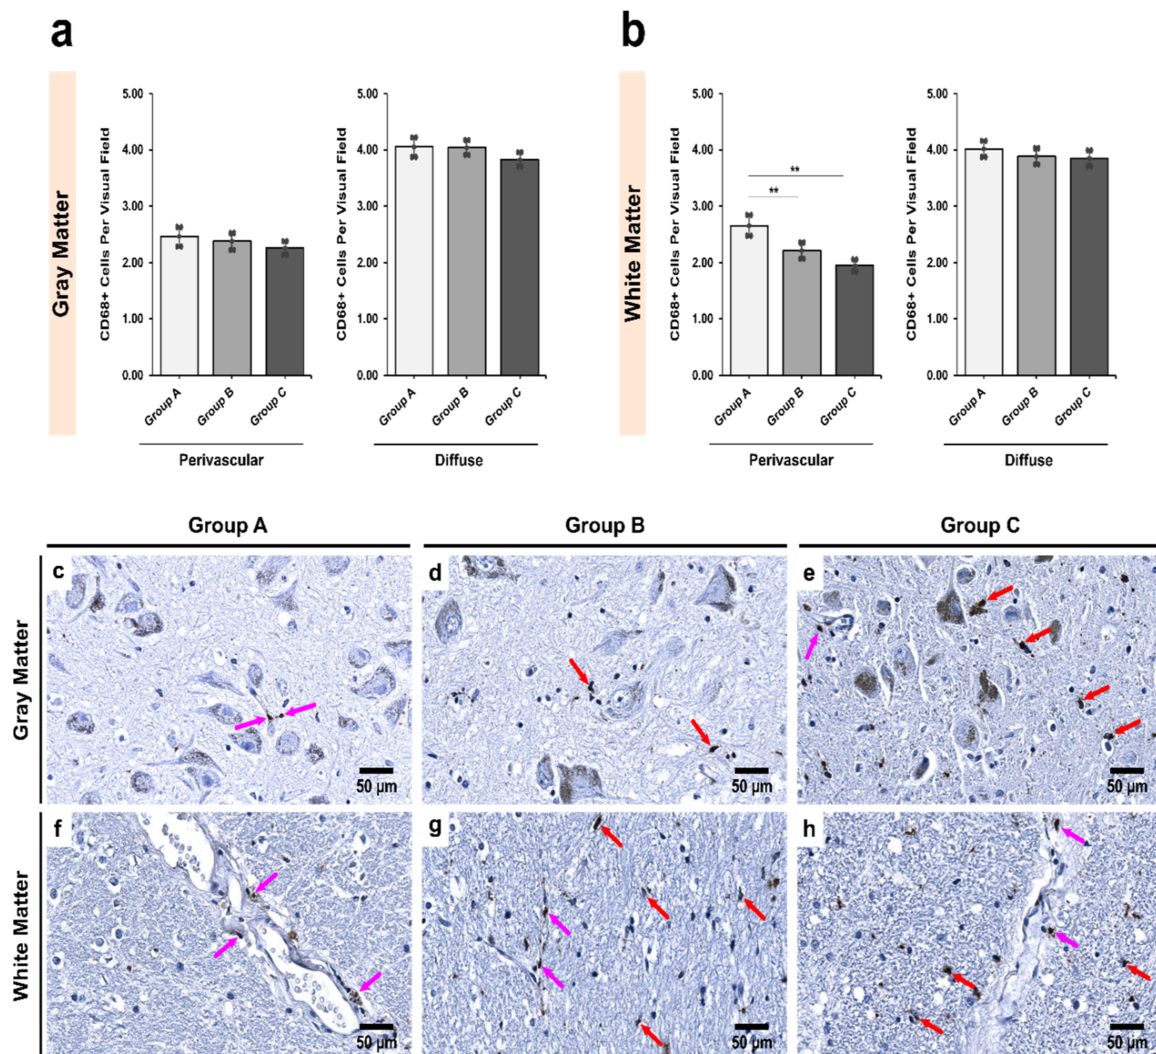 a
b
Gray Matter
CD68+ Cells Per Visual Field
5.00
4.00
3.00
2.00
1.00
0.00
Group A
Group B
Group C
Perivascular
CD68+ Cells Per Visual Field
5.00
4.00
3.00
2.00
1.00
0.00
Group A
Group B
Group C
Diffuse
White Matter
CD68+ Cells Per Visual Field
5.00
4.00
3.00
2.00
1.00
0.00
**
**
Group A
Group B
Group C
Perivascular
CD68+ Cells Per Visual Field
5.00
4.00
3.00
2.00
1.00
0.00
Group A
Group B
Group C
Diffuse
Group A
Group B
Group C
Gray Matter
c
50 µm
d
50 µm
e
50 µm
White Matter
f
50 µm
g
50 µm
h
50 µm